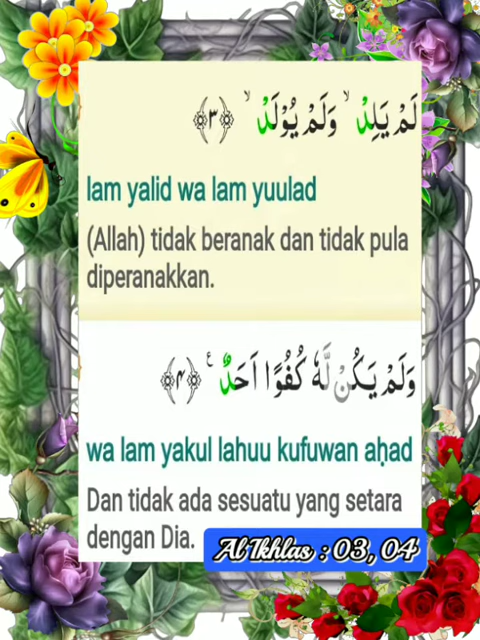 لَمْ يَلِدْ ۙ وَلَمْ يُوْلَدْ ۙ ﴿٣﴾
lam yalid wa lam yuulad
(Allah) tidak beranak dan tidak pula
diperanakkan.
وَلَمْ يَكُنْ لَّهٗ كُفُوًا اَحَدٌ ࣖ ﴿۴﴾
wa lam yakul lahuu kufuwan aḥad
Dan tidak ada sesuatu yang setara
dengan Dia.
Al Ikhlas : 03, 04